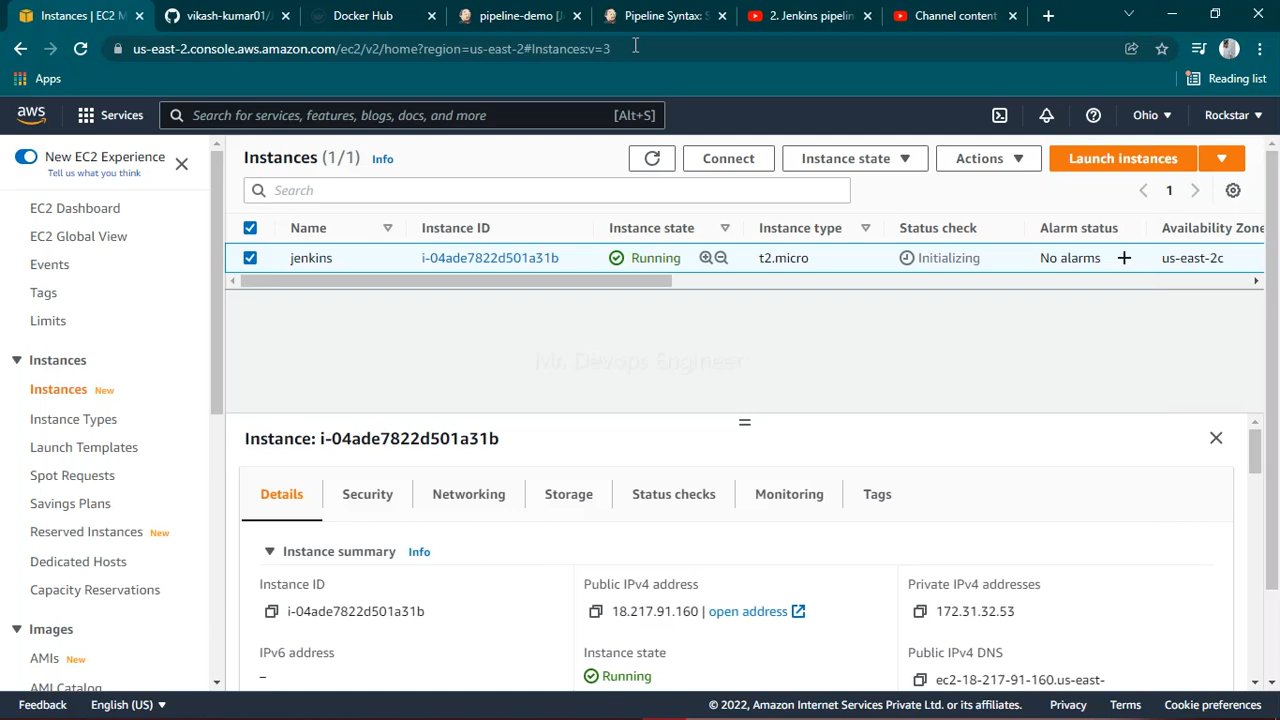 Instances | EC2 M
vikash-kumar01/
Docker Hub
pipeline-demo [Je
Pipeline Syntax: S
2. Jenkins pipelin
Channel content
us-east-2.console.aws.amazon.com/ec2/v2/home?region=us-east-2#Instances:v=3
Apps
Reading list
aws
Services
Search for services, features, blogs, docs, and more
[Alt+S]
Ohio
Rockstar
New EC2 Experience
Tell us what you think
EC2 Dashboard
EC2 Global View
Events
Tags
Limits
Instances
Instances New
Instance Types
Launch Templates
Spot Requests
Savings Plans
Reserved Instances New
Dedicated Hosts
Capacity Reservations
Images
AMIs New
AMI Catalog
Instances (1/1) Info
Connect
Instance state
Actions
Launch instances
Search
1
Name
Instance ID
Instance state
Instance type
Status check
Alarm status
Availability Zone
jenkins
i-04ade7822d501a31b
Running
t2.micro
Initializing
No alarms
us-east-2c
Mr. Devops Engineer
Instance: i-04ade7822d501a31b
Details
Security
Networking
Storage
Status checks
Monitoring
Tags
Instance summary Info
Instance ID
i-04ade7822d501a31b
Public IPv4 address
18.217.91.160 | open address
Private IPv4 addresses
172.31.32.53
IPv6 address
–
Instance state
Running
Public IPv4 DNS
ec2-18-217-91-160.us-east-
Feedback
English (US)
© 2022, Amazon Internet Services Private Ltd. or its affiliates.
Privacy
Terms
Cookie preferences